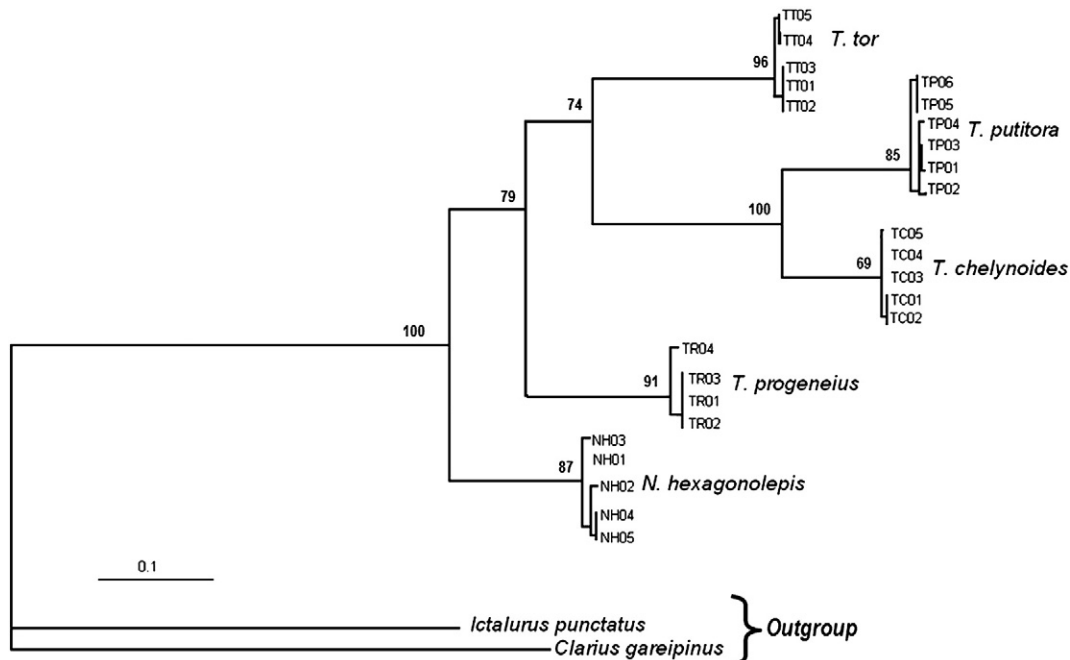 TT05
TT04
T. tor
96
TT03
TT01
TT02
74
TP06
TP05
TP04
T. putitora
TP03
85
TP01
TP02
79
100
TC05
TC04
69
TC03
T. chelynoides
TC01
TC02
100
TR04
91
TR03
T. progeneius
TR01
TR02
NH03
87
NH01
NH02
N. hexagonolepis
NH04
NH05
0.1
Ictalurus punctatus
Outgroup
Clarius gareipinus